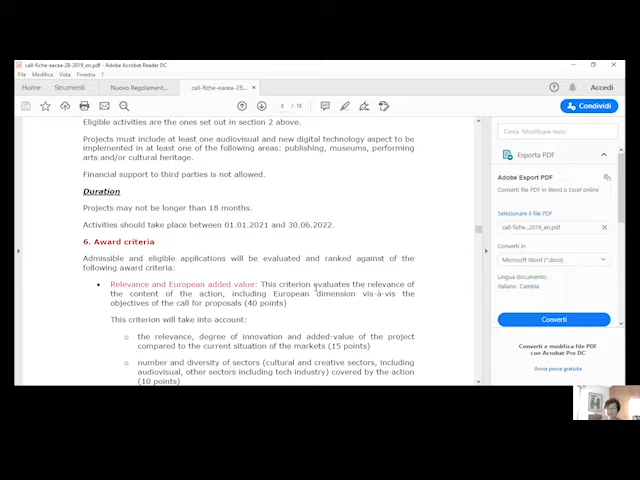 call-fiche-eacea-28-2019_en.pdf - Adobe Acrobat Reader DC
File Modifica Vista Finestra ?
Home Strumenti Nuovo Regolament... call-fiche-eacea-28... × Accedi
8 / 18 Condividi
Eligible activities are the ones set out in section 2 above.
Projects must include at least one audiovisual and new digital technology aspect to be
implemented in at least one of the following areas: publishing, museums, performing
arts and/or cultural heritage.
Financial support to third parties is not allowed.
Duration
Projects may not be longer than 18 months.
Activities should take place between 01.01.2021 and 30.06.2022.
6. Award criteria
Admissible and eligible applications will be evaluated and ranked against of the
following award criteria:
• Relevance and European added value: This criterion evaluates the relevance of
the content of the action, including European dimension vis-à-vis the
objectives of the call for proposals (40 points)
This criterion will take into account:
o the relevance, degree of innovation and added-value of the project
compared to the current situation of the markets (15 points)
o number and diversity of sectors (cultural and creative sectors, including
audiovisual, other sectors including tech industry) covered by the action
(10 points)
Cerca 'Modificare testo'
Esporta PDF
Adobe Export PDF
Converti file PDF in Word o Excel online
Selezionare il file PDF
call-fiche...2019_en.pdf ×
Converti in
Microsoft Word (*.docx)
Lingua documento:
Italiano Cambia
Converti
Converti e modifica file PDF
con Acrobat Pro DC
Avvia prova gratuita